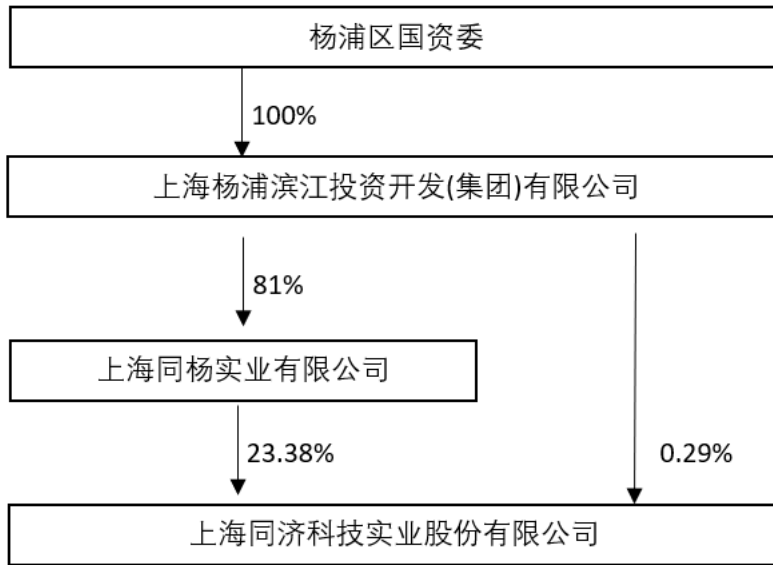 杨浦区国资委
100%
上海杨浦滨江投资开发(集团)有限公司
81%
上海同杨实业有限公司
23.38%
0.29%
上海同济科技实业股份有限公司